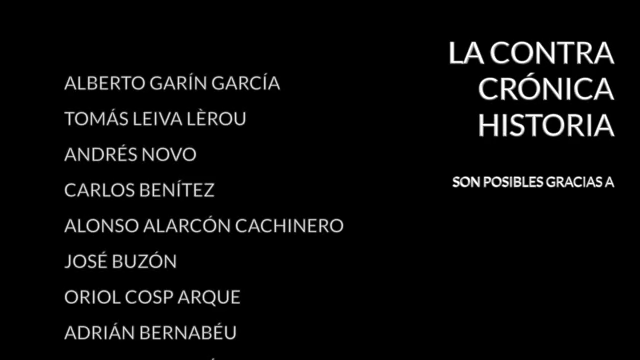 LA CONTRA
CRÓNICA
HISTORIA
SON POSIBLES GRACIAS A
ALBERTO GARÍN GARCÍA
TOMÁS LEIVA LÈROU
ANDRÉS NOVO
CARLOS BENÍTEZ
ALONSO ALARCÓN CACHINERO
JOSÉ BUZÓN
ORIOL COSP ARQUE
ADRIÁN BERNABÉU